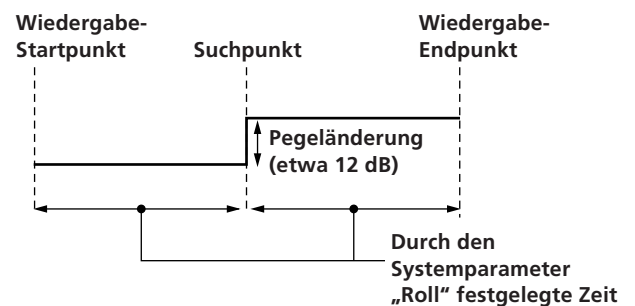 Wiedergabe-
Startpunkt
Suchpunkt
Wiedergabe-
Endpunkt
Pegeländerung
(etwa 12 dB)
Durch den
Systemparameter
„Roll“ festgelegte Zeit